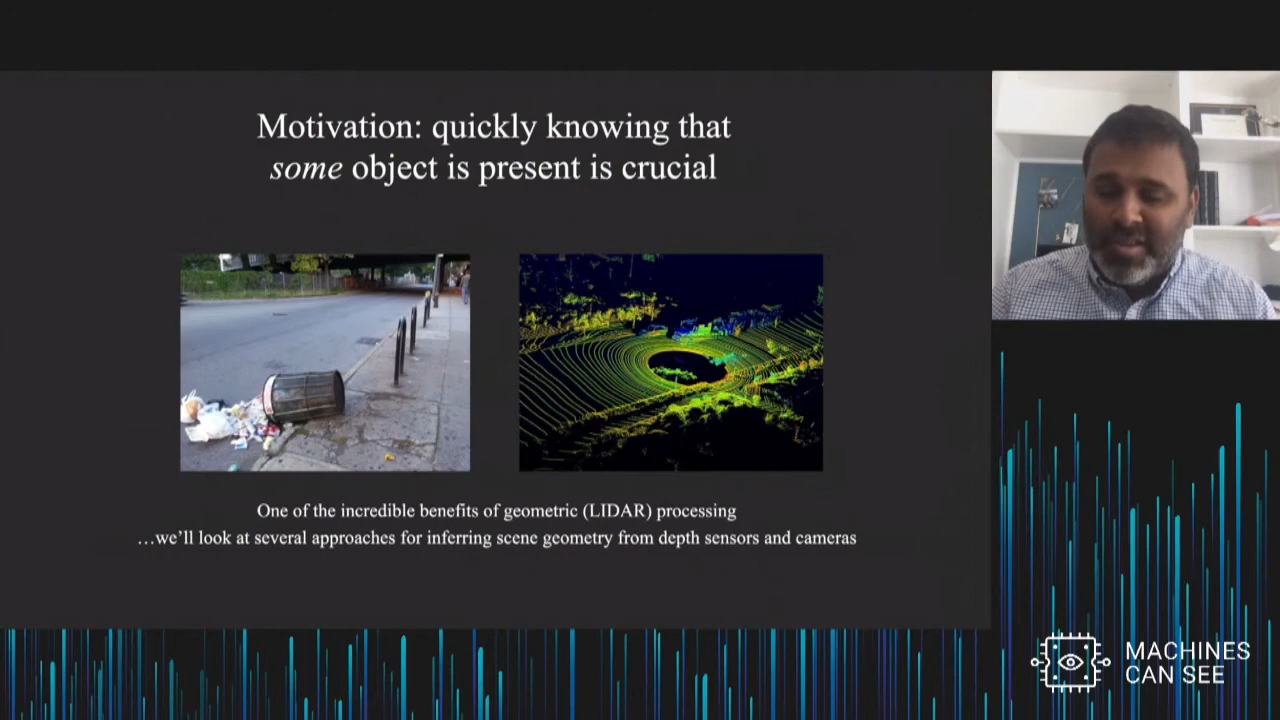 Motivation: quickly knowing that
some object is present is crucial
One of the incredible benefits of geometric (LIDAR) processing
…we’ll look at several approaches for inferring scene geometry from depth sensors and cameras
MACHINES
CAN SEE